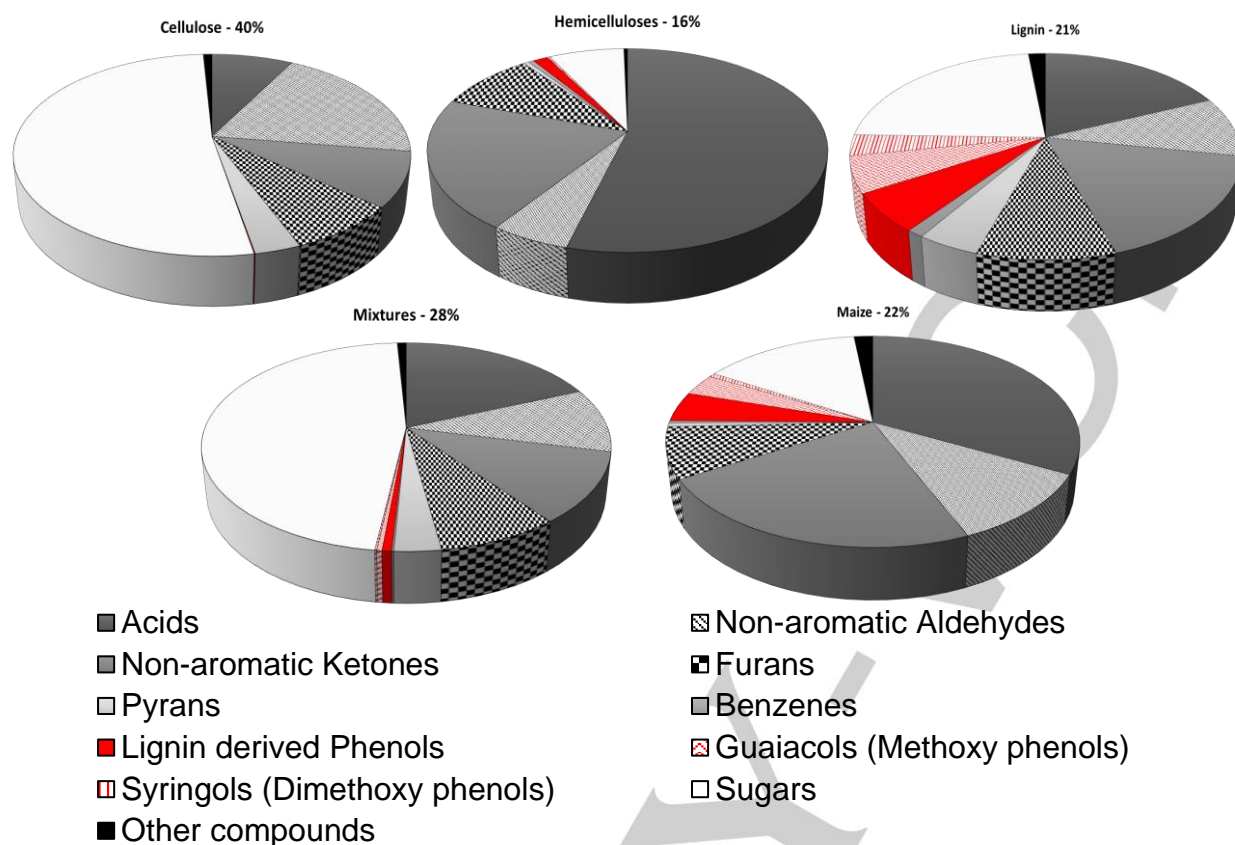 Cellulose - 40%
Hemicelluloses - 16%
Lignin - 21%
Mixtures - 28%
Maize - 22%
Acids
Non-aromatic Aldehydes
Non-aromatic Ketones
Furans
Pyrans
Benzenes
Lignin derived Phenols
Guaiacols (Methoxy phenols)
Syringols (Dimethoxy phenols)
Sugars
Other compounds